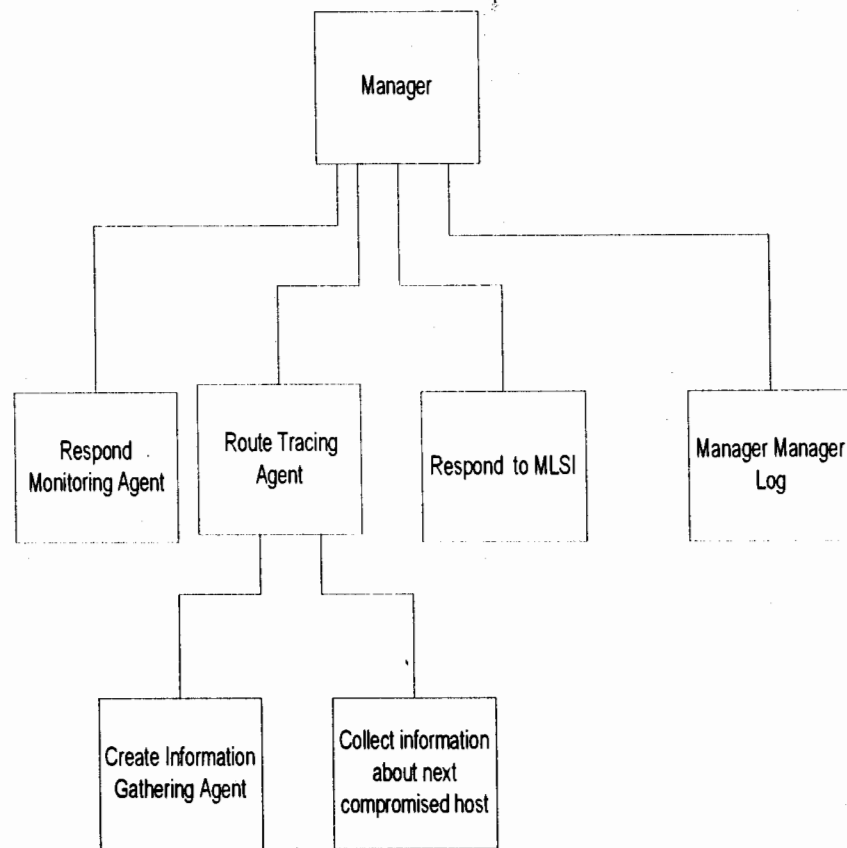 Manager
Respond
Monitoring Agent
Route Tracing
Agent
Respond to MLSI
Manager Manager
Log
Create Information
Gathering Agent
Collect information
about next
compromised host